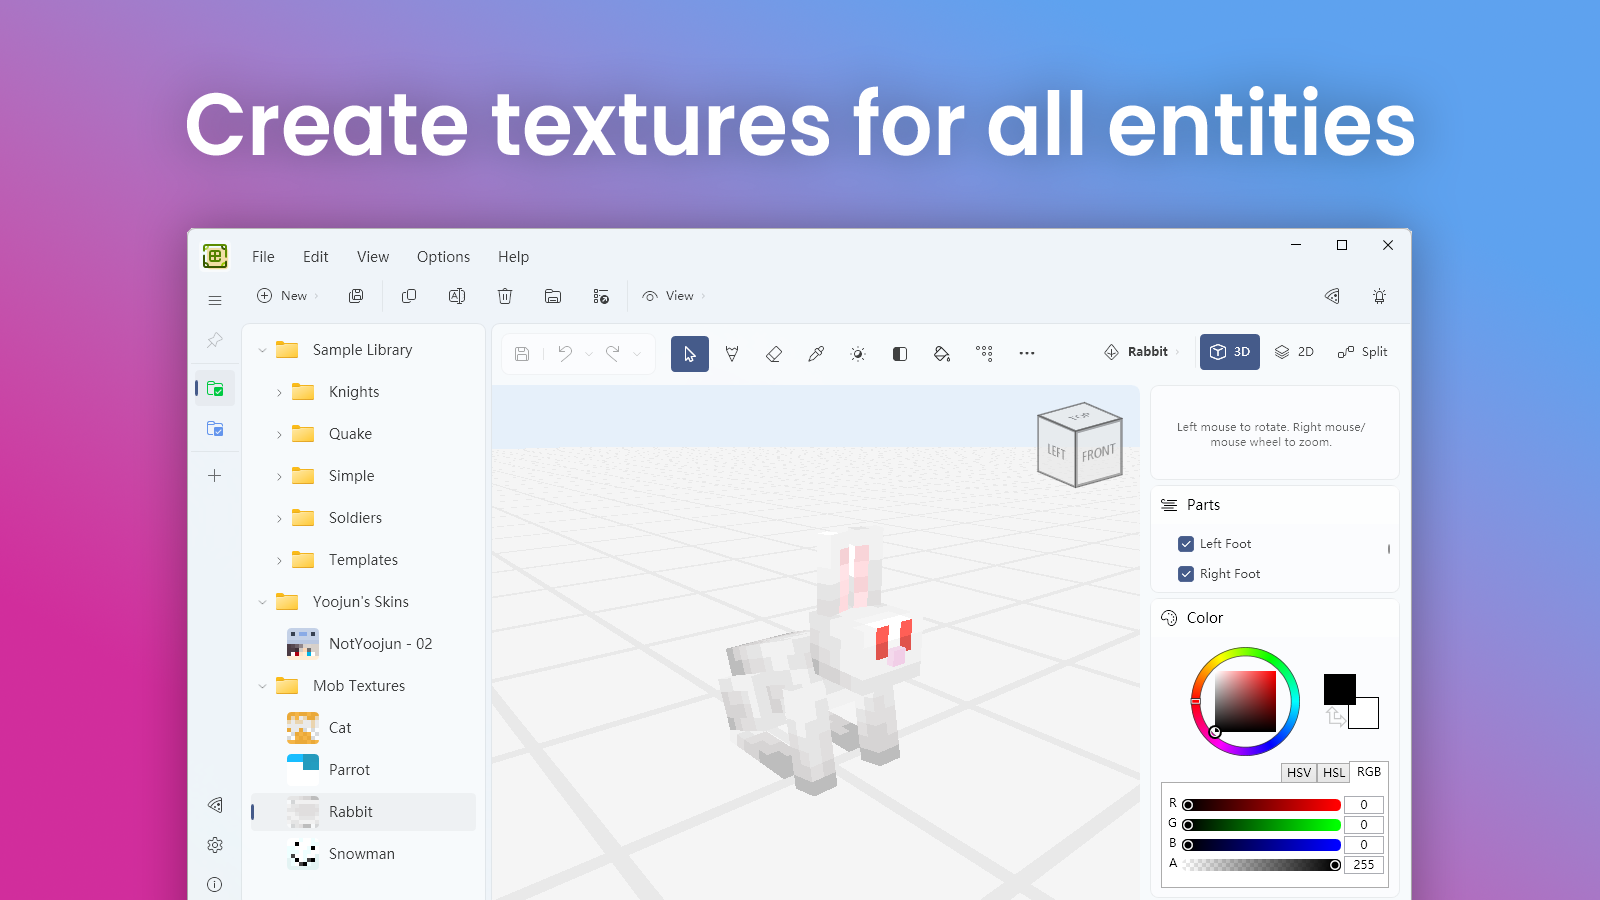 Create textures for all entities
File Edit View Options Help
New View
Sample Library
Knights
Quake
Simple
Soldiers
Templates
Yoojun's Skins
NotYoojun - 02
Mob Textures
Cat
Parrot
Rabbit
Snowman
Rabbit 3D 2D Split
TOP
LEFT FRONT
Left mouse to rotate. Right mouse/
mouse wheel to zoom.
Parts
Left Foot
Right Foot
Color
HSV HSL RGB
R 0
G 0
B 0
A 255